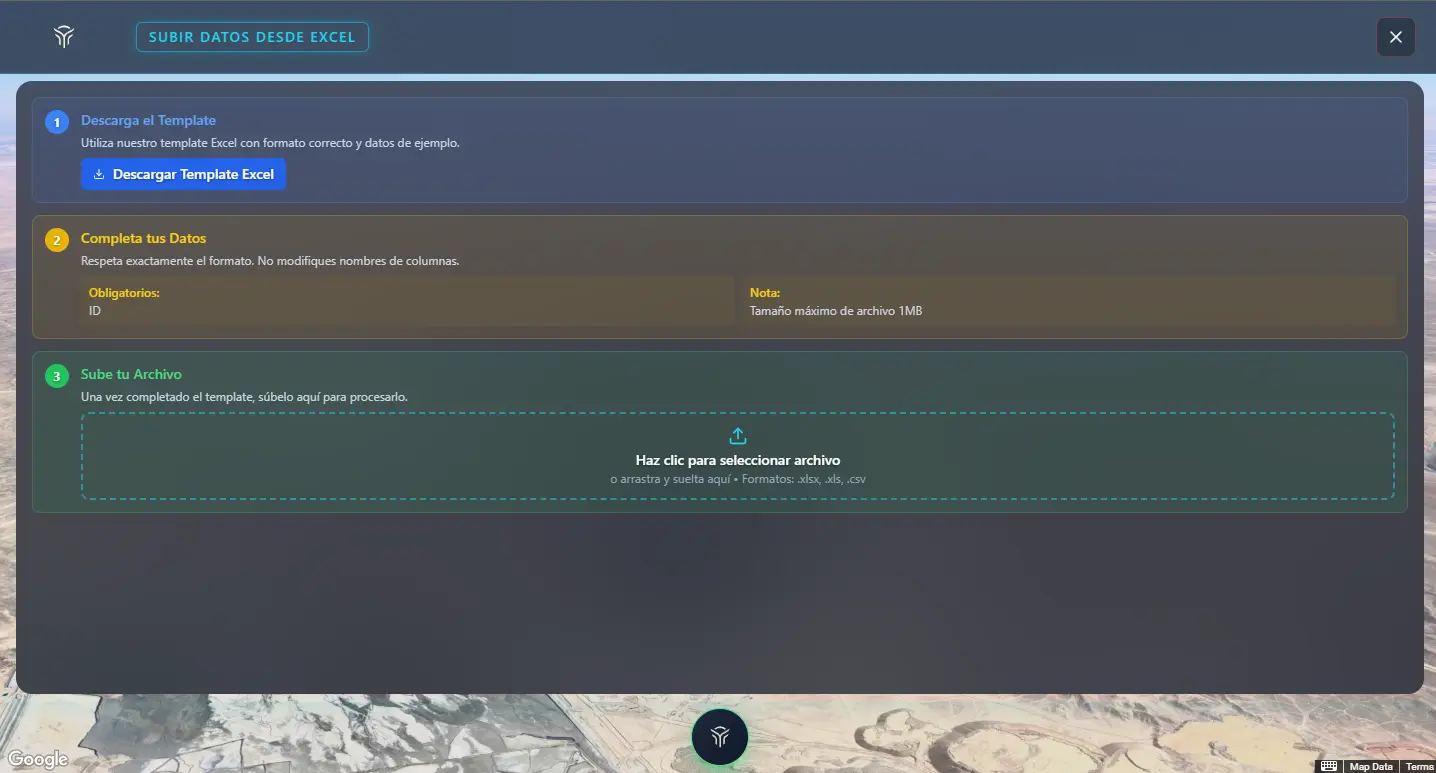 SUBIR DATOS DESDE EXCEL
1
Descarga el Template
Utiliza nuestro template Excel con formato correcto y datos de ejemplo.
Descargar Template Excel
2
Completa tus Datos
Respeta exactamente el formato. No modifiques nombres de columnas.
Obligatorios:
ID
Nota:
Tamaño máximo de archivo 1MB
3
Sube tu Archivo
Una vez completado el template, súbelo aquí para procesarlo.
Haz clic para seleccionar archivo
o arrastra y suelta aquí • Formatos: .xlsx, .xls, .csv
Google
Map Data
Terms